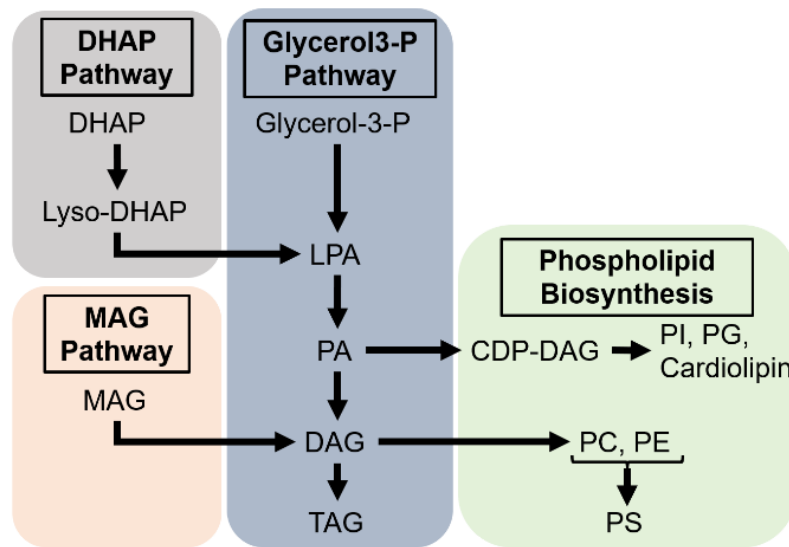 DHAP
Pathway
DHAP
Lyso-DHAP
Glycerol3-P
Pathway
Glycerol-3-P
LPA
PA
DAG
TAG
MAG
Pathway
MAG
Phospholipid
Biosynthesis
CDP-DAG
PI, PG,
Cardiolipin
PC, PE
PS